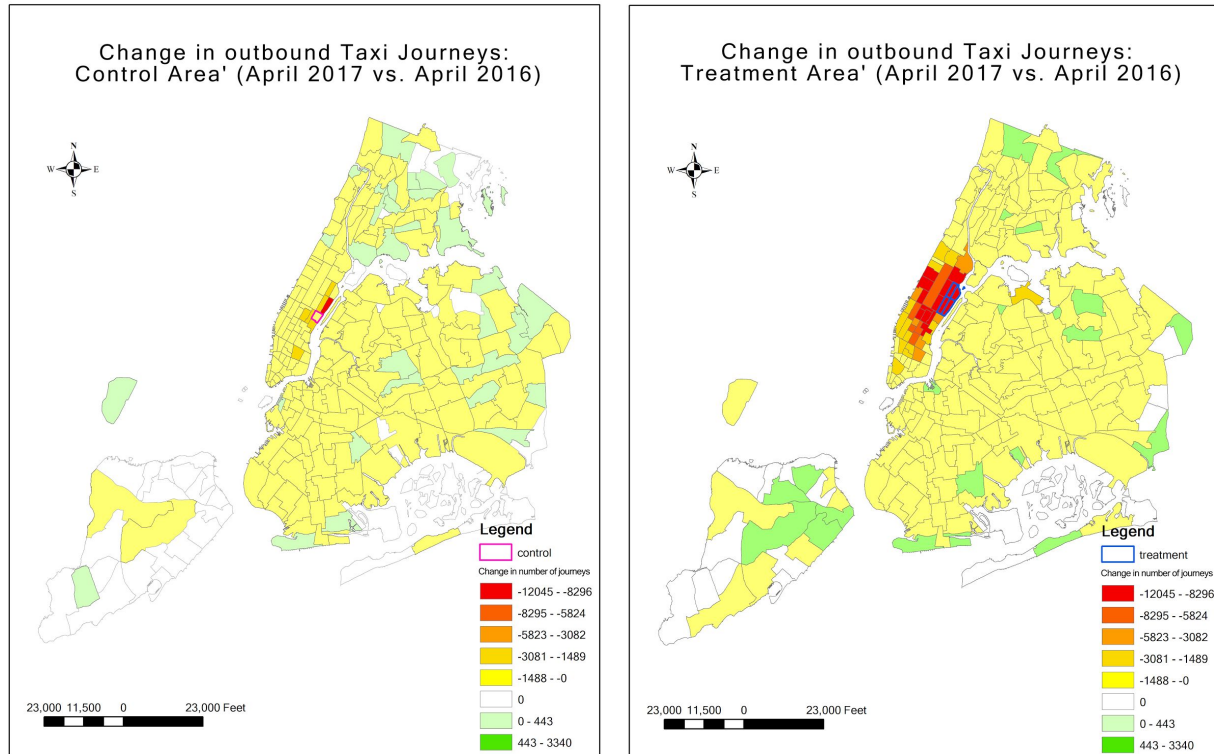 Change in outbound Taxi Journeys:
Control Area' (April 2017 vs. April 2016)
N
W
E
S
Legend
control
Change in number of journeys
-12045 - -8296
-8295 - -5824
-5823 - -3082
-3081 - -1489
-1488 - -0
0
0 - 443
443 - 3340
23,000 11,500 0 23,000 Feet
Change in outbound Taxi Journeys:
Treatment Area' (April 2017 vs. April 2016)
N
W
E
S
Legend
treatment
Change in number of journeys
-12045 - -8296
-8295 - -5824
-5823 - -3082
-3081 - -1489
-1488 - -0
0
0 - 443
443 - 3340
23,000 11,500 0 23,000 Feet